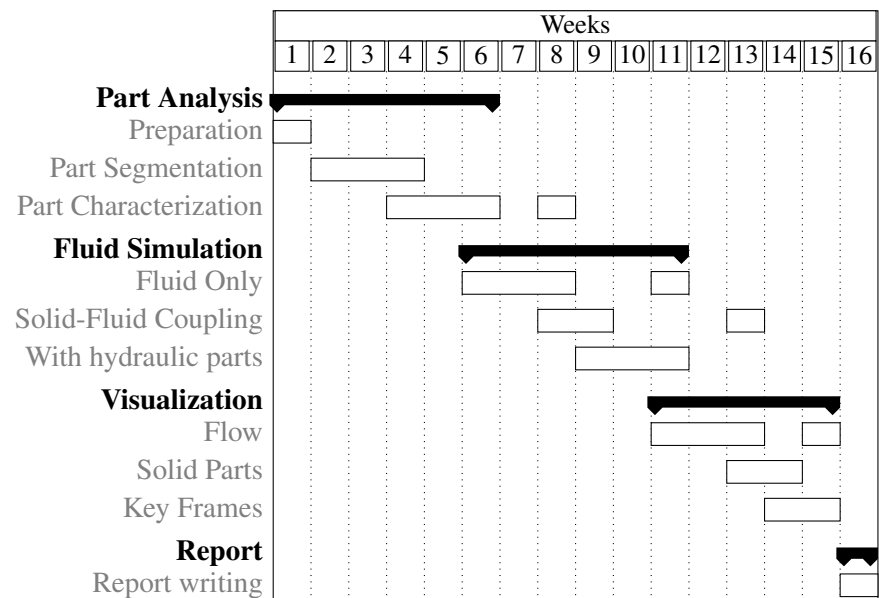 Weeks
1 2 3 4 5 6 7 8 9 10 11 12 13 14 15 16
Part Analysis
Preparation
Part Segmentation
Part Characterization
Fluid Simulation
Fluid Only
Solid-Fluid Coupling
With hydraulic parts
Visualization
Flow
Solid Parts
Key Frames
Report
Report writing